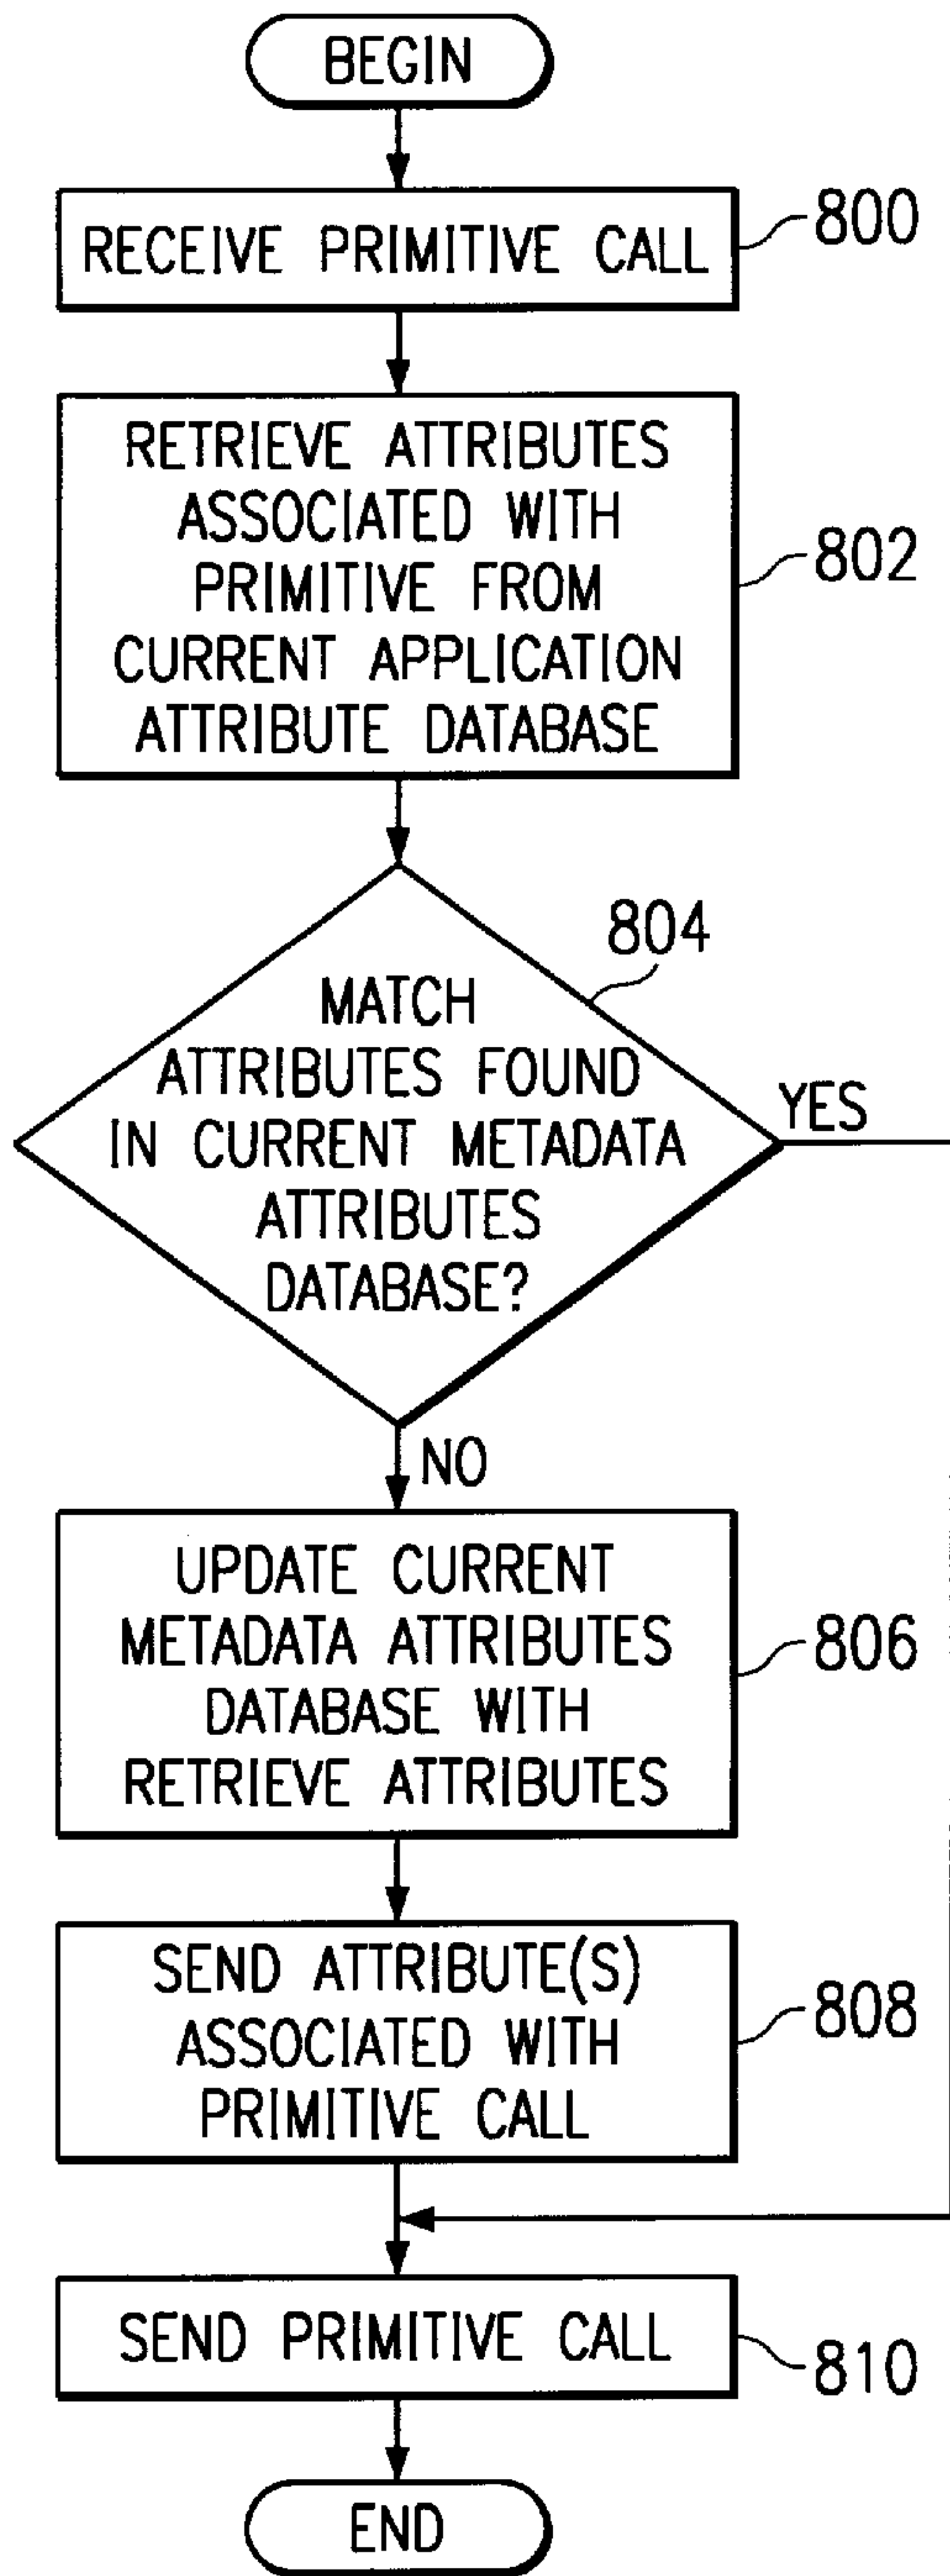 BEGIN
RECEIVE PRIMITIVE CALL
800
RETRIEVE ATTRIBUTES
ASSOCIATED WITH
PRIMITIVE FROM
CURRENT APPLICATION
ATTRIBUTE DATABASE
802
804
MATCH
ATTRIBUTES FOUND
IN CURRENT METADATA
ATTRIBUTES
DATABASE?
YES
NO
UPDATE CURRENT
METADATA ATTRIBUTES
DATABASE WITH
RETRIEVE ATTRIBUTES
806
SEND ATTRIBUTE(S)
ASSOCIATED WITH
PRIMITIVE CALL
808
SEND PRIMITIVE CALL
810
END